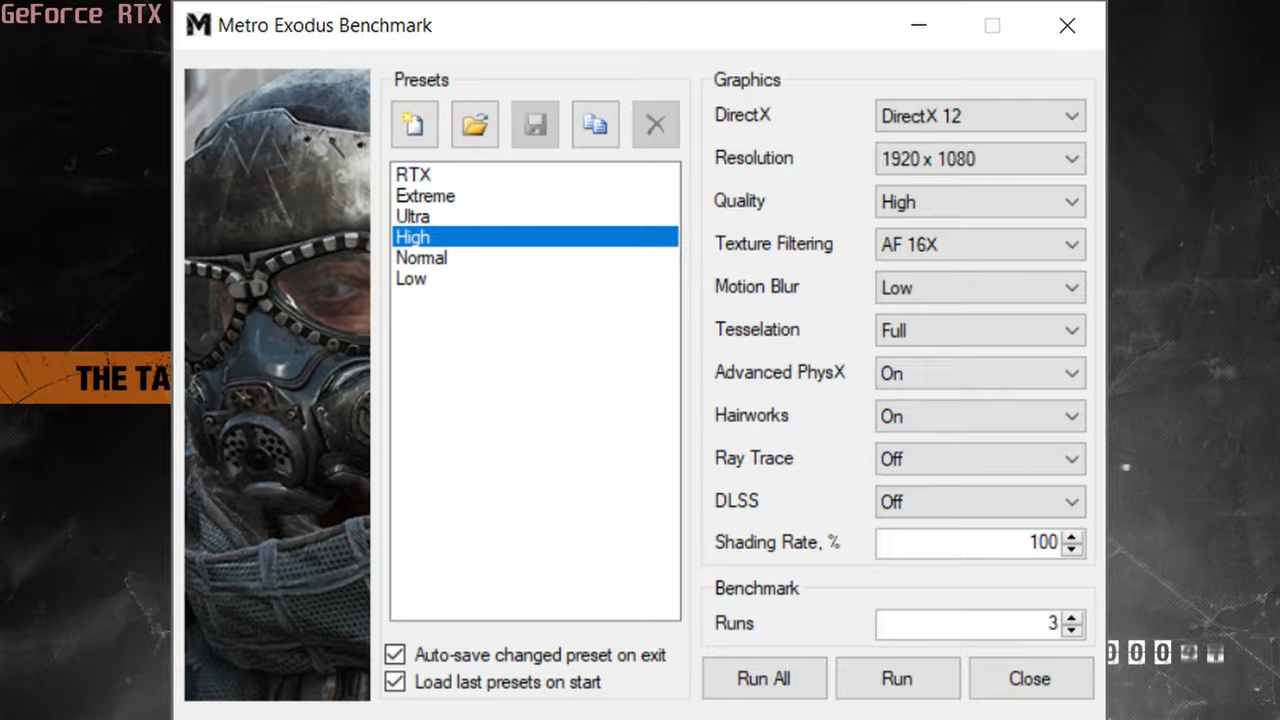 GeForce RTX
Metro Exodus Benchmark
Presets
RTX
Extreme
Ultra
High
Normal
Low
Auto-save changed preset on exit
Load last presets on start
Graphics
DirectX DirectX 12
Resolution 1920 x 1080
Quality High
Texture Filtering AF 16X
Motion Blur Low
Tesselation Full
Advanced PhysX On
Hairworks On
Ray Trace Off
DLSS Off
Shading Rate, % 100
Benchmark
Runs 3
Run All Run Close
THE TA
000